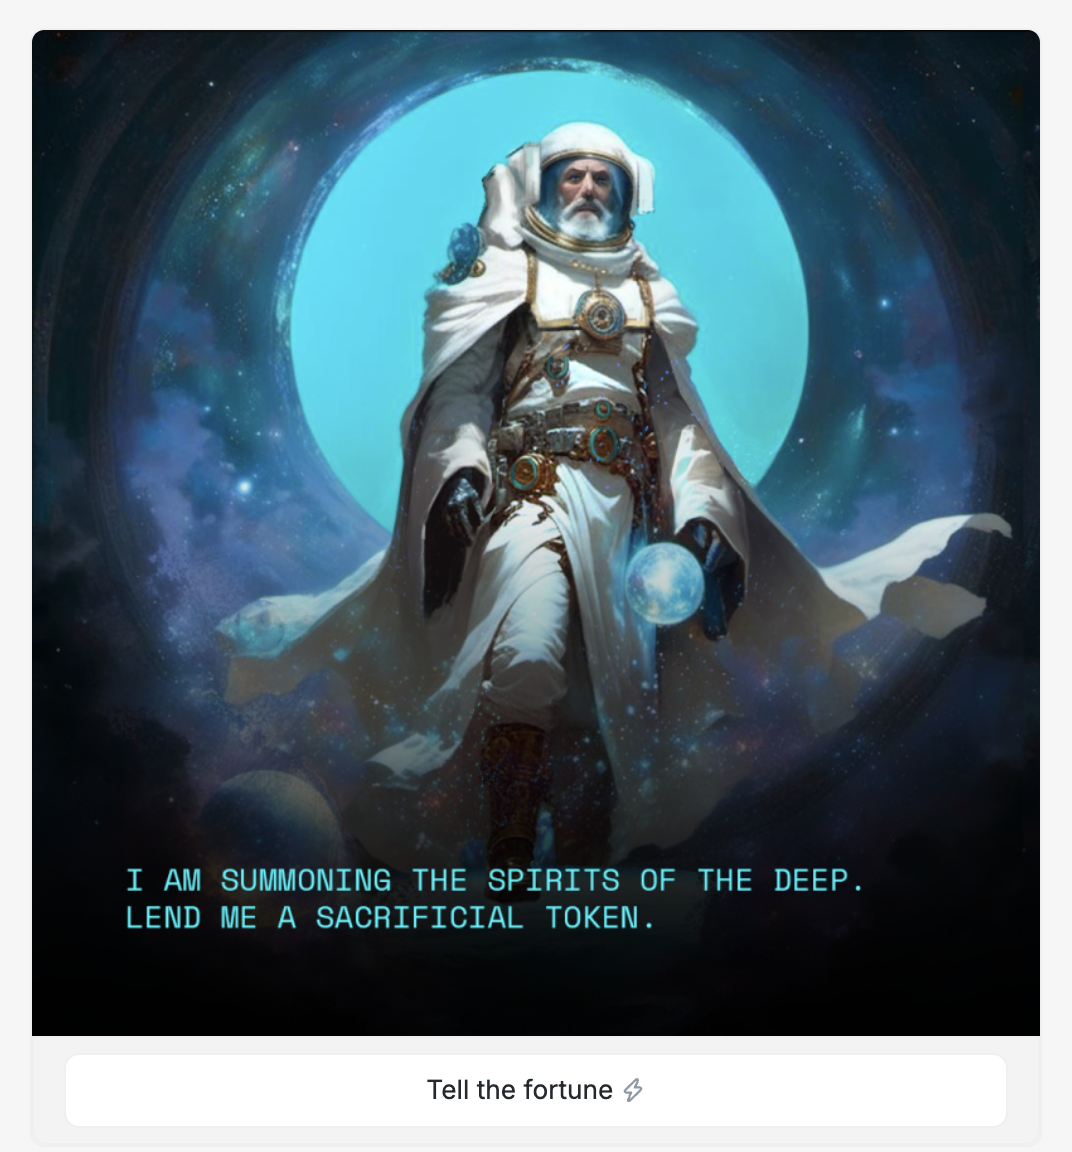 I AM SUMMONING THE SPIRITS OF THE DEEP.
LEND ME A SACRIFICIAL TOKEN.
Tell the fortune